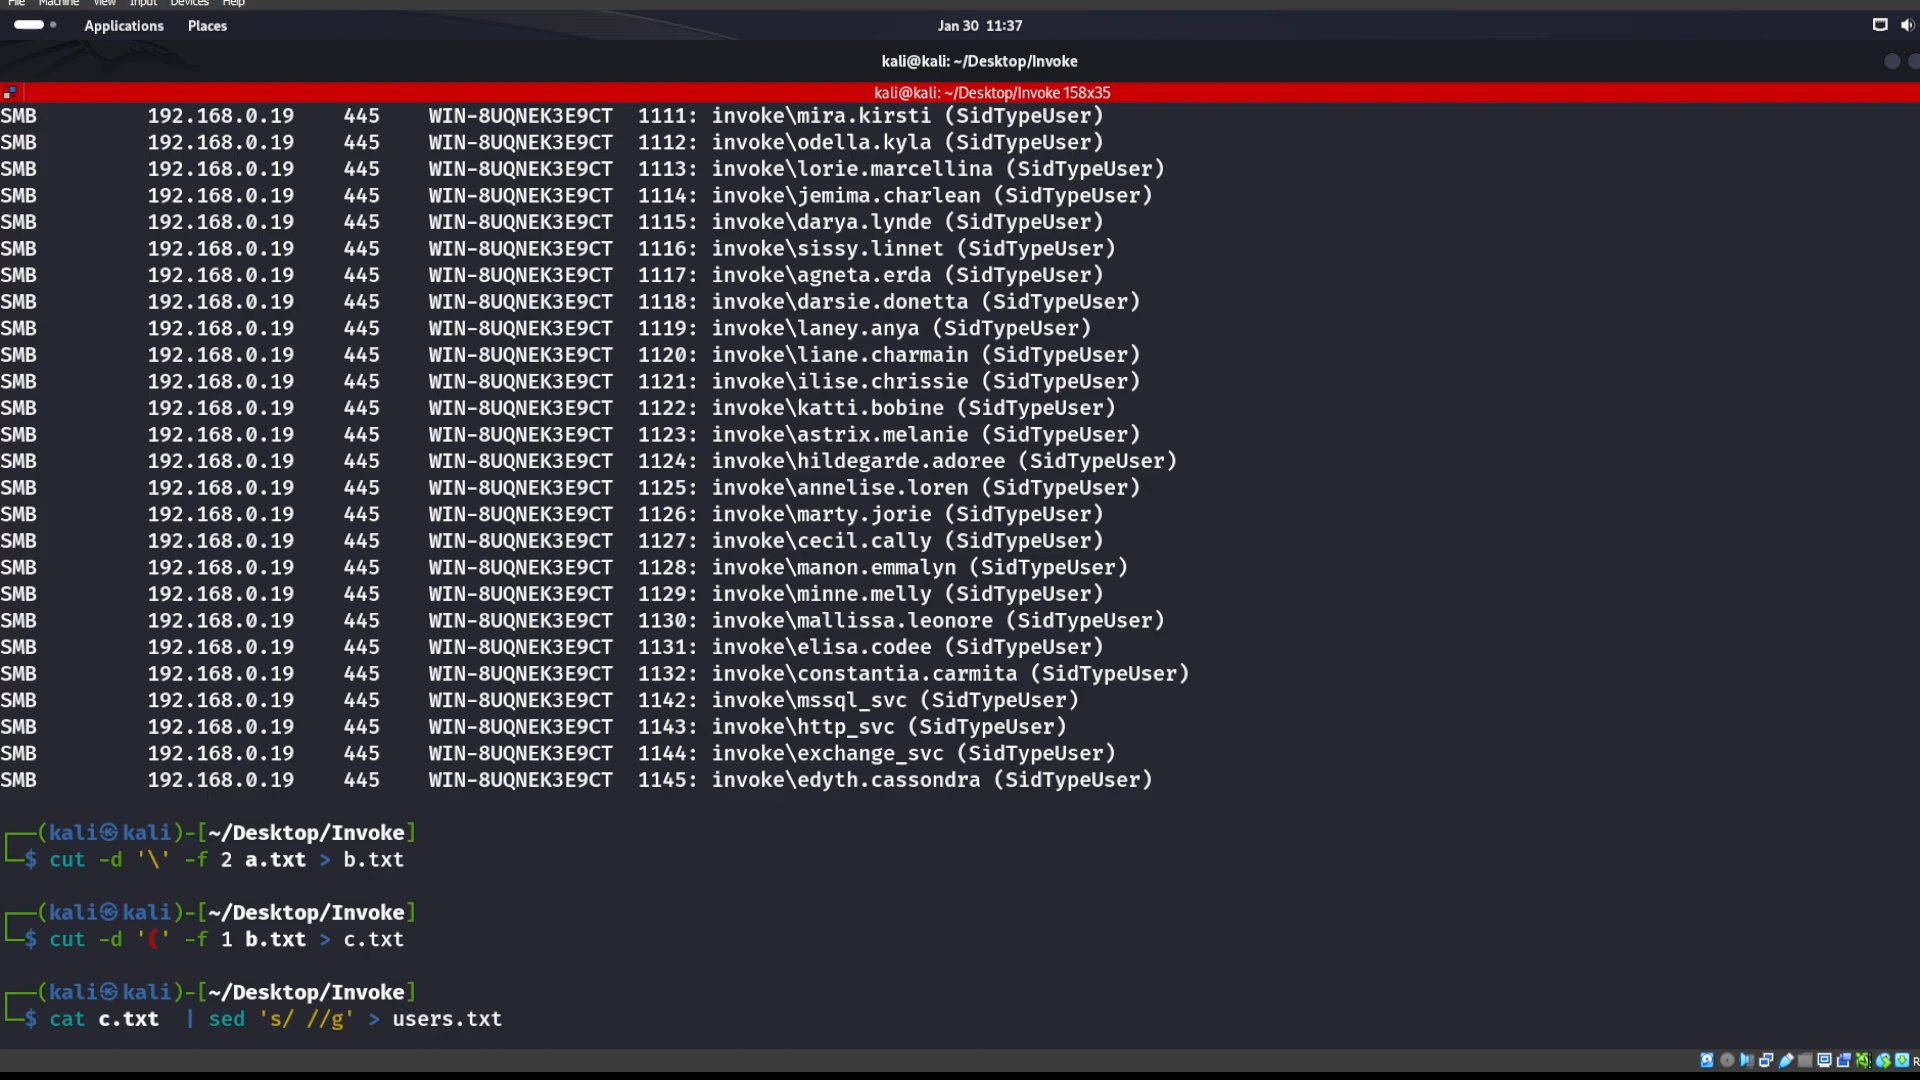 File Machine View Input Devices Help
Applications Places Jan 30 11:37
kali@kali: ~/Desktop/Invoke
kali@kali: ~/Desktop/Invoke 158x35
SMB 192.168.0.19 445 WIN-8UQNEK3E9CT 1111: invoke\mira.kirsti (SidTypeUser)
SMB 192.168.0.19 445 WIN-8UQNEK3E9CT 1112: invoke\odella.kyla (SidTypeUser)
SMB 192.168.0.19 445 WIN-8UQNEK3E9CT 1113: invoke\lorie.marcellina (SidTypeUser)
SMB 192.168.0.19 445 WIN-8UQNEK3E9CT 1114: invoke\jemima.charlean (SidTypeUser)
SMB 192.168.0.19 445 WIN-8UQNEK3E9CT 1115: invoke\darya.lynde (SidTypeUser)
SMB 192.168.0.19 445 WIN-8UQNEK3E9CT 1116: invoke\sissy.linnet (SidTypeUser)
SMB 192.168.0.19 445 WIN-8UQNEK3E9CT 1117: invoke\agneta.erda (SidTypeUser)
SMB 192.168.0.19 445 WIN-8UQNEK3E9CT 1118: invoke\darsie.donetta (SidTypeUser)
SMB 192.168.0.19 445 WIN-8UQNEK3E9CT 1119: invoke\laney.anya (SidTypeUser)
SMB 192.168.0.19 445 WIN-8UQNEK3E9CT 1120: invoke\liane.charmain (SidTypeUser)
SMB 192.168.0.19 445 WIN-8UQNEK3E9CT 1121: invoke\ilise.chrissie (SidTypeUser)
SMB 192.168.0.19 445 WIN-8UQNEK3E9CT 1122: invoke\katti.bobine (SidTypeUser)
SMB 192.168.0.19 445 WIN-8UQNEK3E9CT 1123: invoke\astrix.melanie (SidTypeUser)
SMB 192.168.0.19 445 WIN-8UQNEK3E9CT 1124: invoke\hildegarde.adoree (SidTypeUser)
SMB 192.168.0.19 445 WIN-8UQNEK3E9CT 1125: invoke\annelise.loren (SidTypeUser)
SMB 192.168.0.19 445 WIN-8UQNEK3E9CT 1126: invoke\marty.jorie (SidTypeUser)
SMB 192.168.0.19 445 WIN-8UQNEK3E9CT 1127: invoke\cecil.cally (SidTypeUser)
SMB 192.168.0.19 445 WIN-8UQNEK3E9CT 1128: invoke\manon.emmalyn (SidTypeUser)
SMB 192.168.0.19 445 WIN-8UQNEK3E9CT 1129: invoke\minne.melly (SidTypeUser)
SMB 192.168.0.19 445 WIN-8UQNEK3E9CT 1130: invoke\mallissa.leonore (SidTypeUser)
SMB 192.168.0.19 445 WIN-8UQNEK3E9CT 1131: invoke\elisa.codee (SidTypeUser)
SMB 192.168.0.19 445 WIN-8UQNEK3E9CT 1132: invoke\constantia.carmita (SidTypeUser)
SMB 192.168.0.19 445 WIN-8UQNEK3E9CT 1142: invoke\mssql_svc (SidTypeUser)
SMB 192.168.0.19 445 WIN-8UQNEK3E9CT 1143: invoke\http_svc (SidTypeUser)
SMB 192.168.0.19 445 WIN-8UQNEK3E9CT 1144: invoke\exchange_svc (SidTypeUser)
SMB 192.168.0.19 445 WIN-8UQNEK3E9CT 1145: invoke\edyth.cassondra (SidTypeUser)
┌──(kali㉿kali)-[~/Desktop/Invoke]
└─$ cut -d '\' -f 2 a.txt > b.txt
┌──(kali㉿kali)-[~/Desktop/Invoke]
└─$ cut -d '(' -f 1 b.txt > c.txt
┌──(kali㉿kali)-[~/Desktop/Invoke]
└─$ cat c.txt | sed 's/ //g' > users.txt